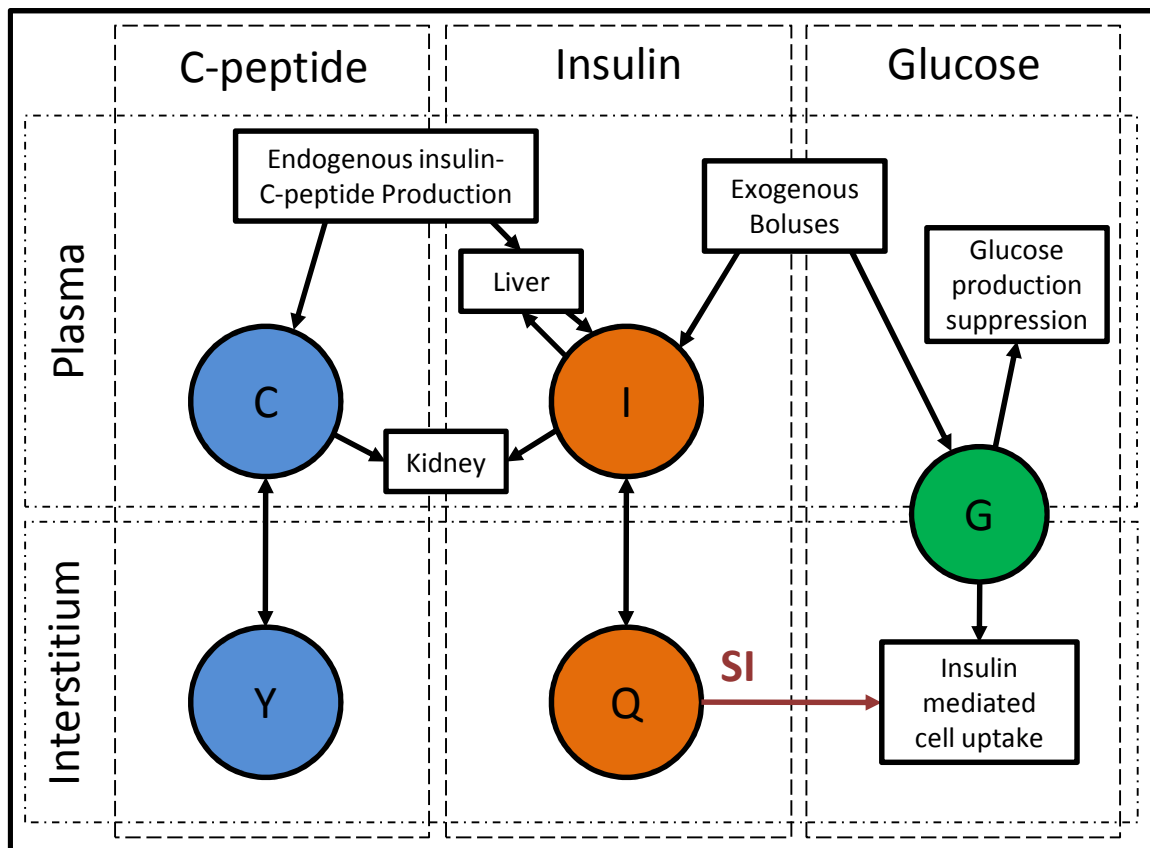 C-peptide
Insulin
Glucose
Plasma
Endogenous insulin-
C-peptide Production
Exogenous
Boluses
Glucose
production
suppression
Liver
C
I
Kidney
G
Interstitium
Y
Q
SI
Insulin
mediated
cell uptake